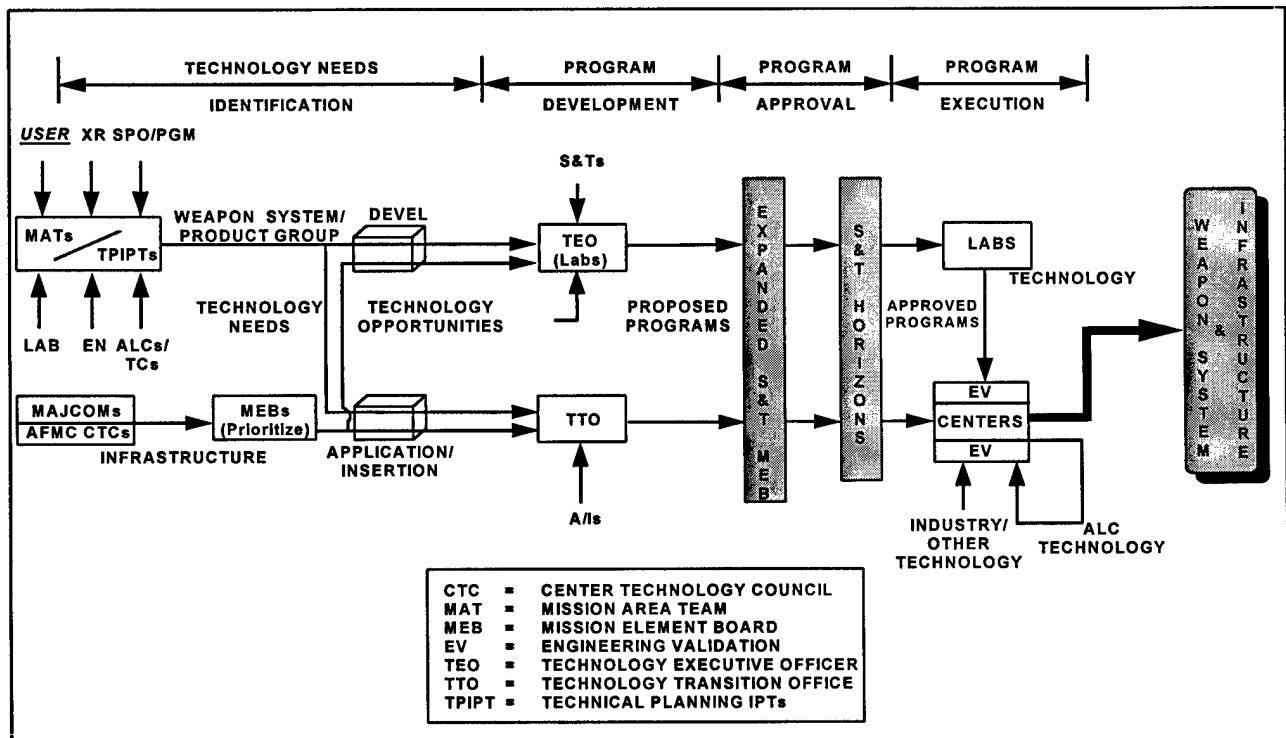 TECHNOLOGY NEEDS
IDENTIFICATION
PROGRAM
DEVELOPMENT
PROGRAM
APPROVAL
PROGRAM
EXECUTION
USER XR SPO/PGM
MATs
TPIPTs
LAB EN ALCs/
TCs
WEAPON SYSTEM/
PRODUCT GROUP
DEVEL
S&Ts
TEO
(Labs)
TECHNOLOGY
NEEDS
TECHNOLOGY
OPPORTUNITIES
PROPOSED
PROGRAMS
MAJCOMs
AFMC CTCs
INFRASTRUCTURE
MEBs
(Prioritize)
APPLICATION/
INSERTION
TTO
A/Is
EXPANDED S&T MEB
S&T HORIZONS
LABS
TECHNOLOGY
APPROVED
PROGRAMS
EV
CENTERS
EV
INDUSTRY/
OTHER
TECHNOLOGY
ALC
TECHNOLOGY
WEAPON SYSTEM
&
INFRASTRUCTURE
CTC = CENTER TECHNOLOGY COUNCIL
MAT = MISSION AREA TEAM
MEB = MISSION ELEMENT BOARD
EV = ENGINEERING VALIDATION
TEO = TECHNOLOGY EXECUTIVE OFFICER
TTO = TECHNOLOGY TRANSITION OFFICE
TPIPT = TECHNICAL PLANNING IPTs